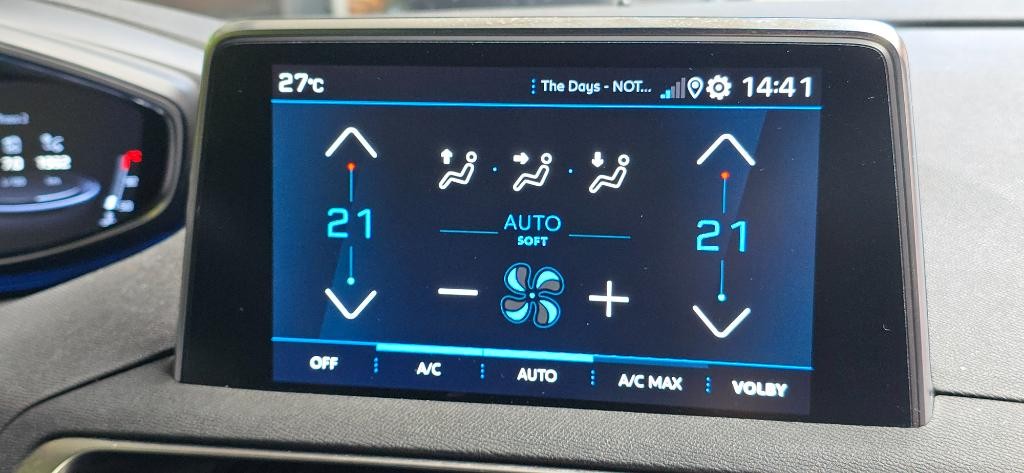 27°C The Days - NOT... 14:41
21 21
AUTO
SOFT
OFF A/C AUTO A/C MAX VOLBY